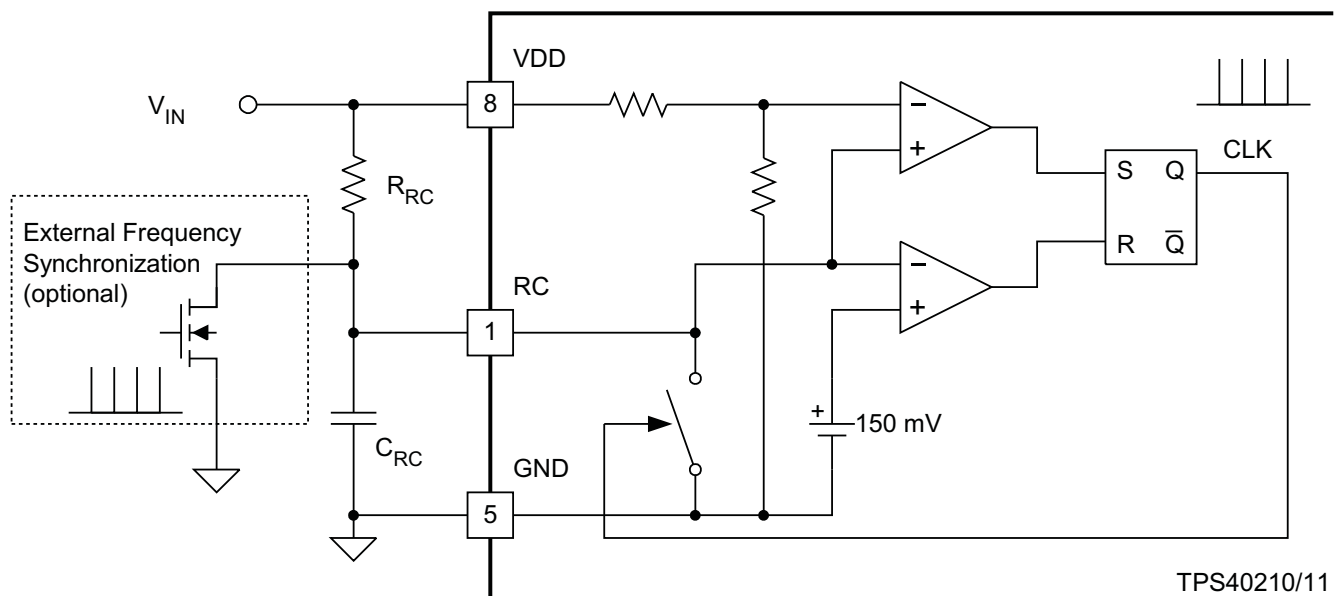 VDD
V_IN
8
−
+
CLK
S Q
R Q̅
R_RC
External Frequency
Synchronization
(optional)
RC
1
−
+
+
150 mV
C_RC
GND
5
TPS40210/11